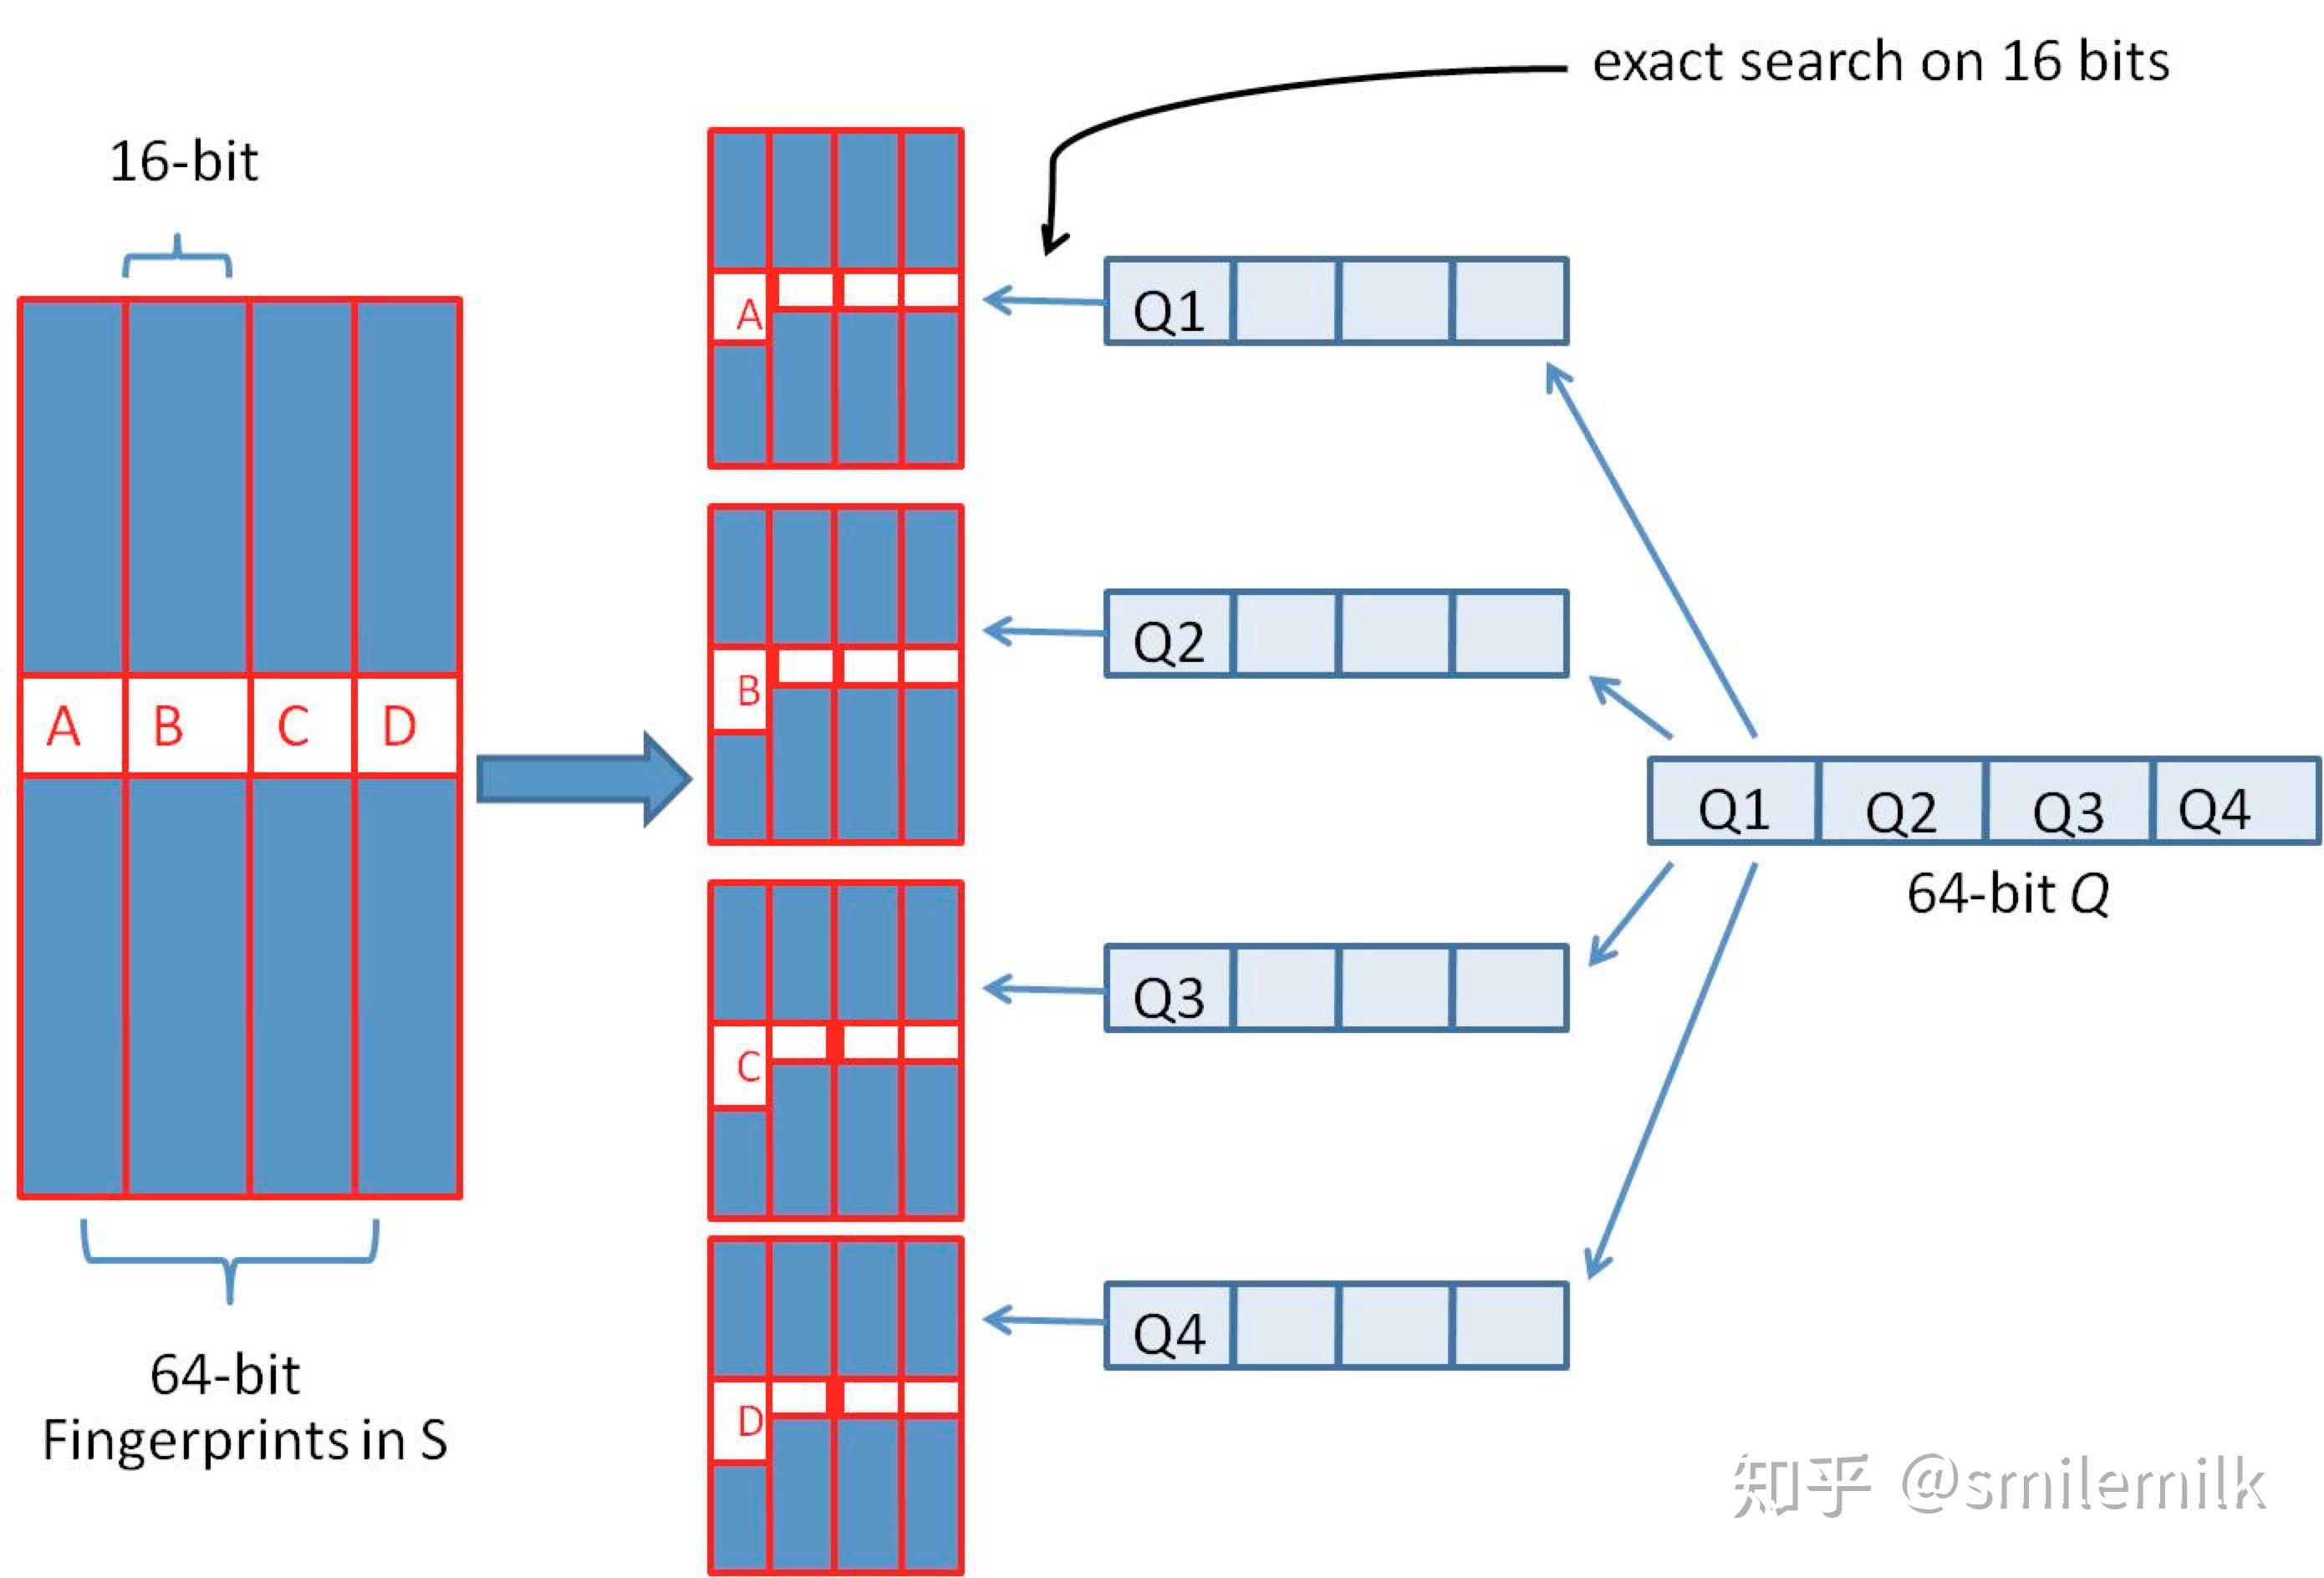 exact search on 16 bits
16-bit
A
Q1
B
Q2
A B C D
Q1 Q2 Q3 Q4
64-bit Q
C
Q3
D
Q4
64-bit
Fingerprints in S
知乎 @smilemilk